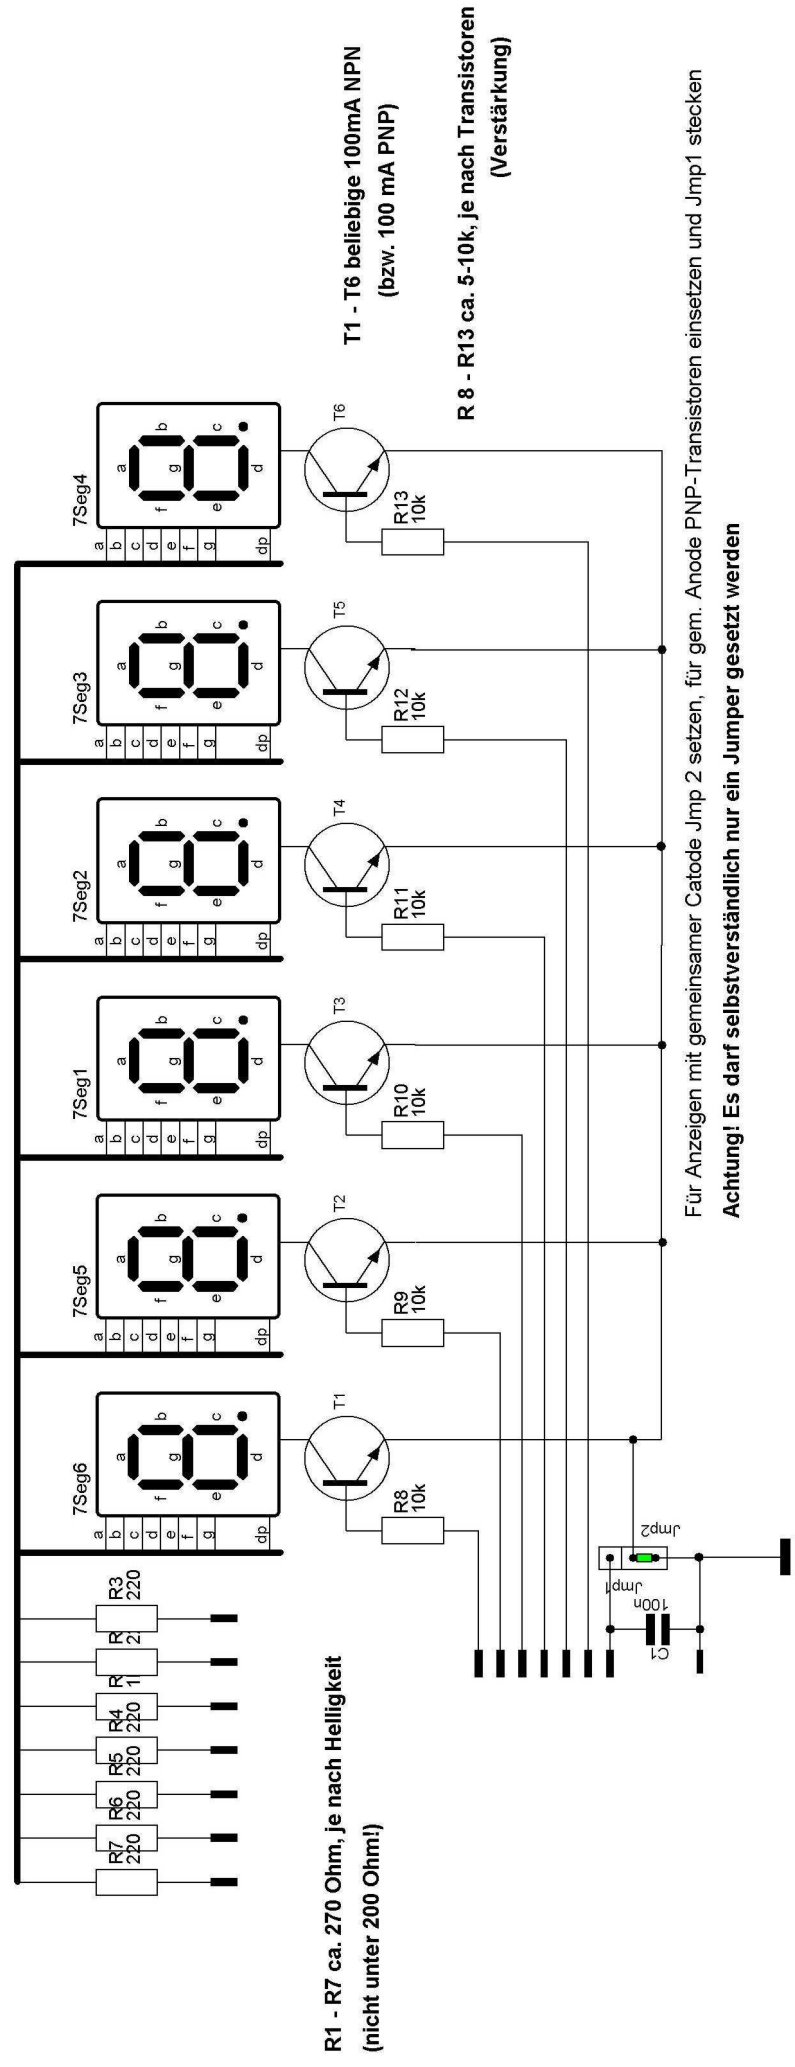 R3
220
R4
220
R5
220
R6
220
R7
220
R1 - R7 ca. 270 Ohm, je nach Helligkeit
(nicht unter 200 Ohm!)
7Seg6
a
b
c
d
e
f
g
dp
a
b
c
d
e
f
g
7Seg5
a
b
c
d
e
f
g
dp
a
b
c
d
e
f
g
7Seg1
a
b
c
d
e
f
g
dp
a
b
c
d
e
f
g
7Seg2
a
b
c
d
e
f
g
dp
a
b
c
d
e
f
g
7Seg3
a
b
c
d
e
f
g
dp
a
b
c
d
e
f
g
7Seg4
a
b
c
d
e
f
g
dp
a
b
c
d
e
f
g
T1
T2
T3
T4
T5
T6
R8
10k
R9
10k
R10
10k
R11
10k
R12
10k
R13
10k
T1 - T6 beliebige 100mA NPN
(bzw. 100 mA PNP)
R 8 - R13 ca. 5-10k, je nach Transistoren
(Verstärkung)
Jmp1
Jmp2
100n
C1
Für Anzeigen mit gemeinsamer Catode Jmp 2 setzen, für gem. Anode PNP-Transistoren einsetzen und Jmp1 stecken
Achtung! Es darf selbstverständlich nur ein Jumper gesetzt werden